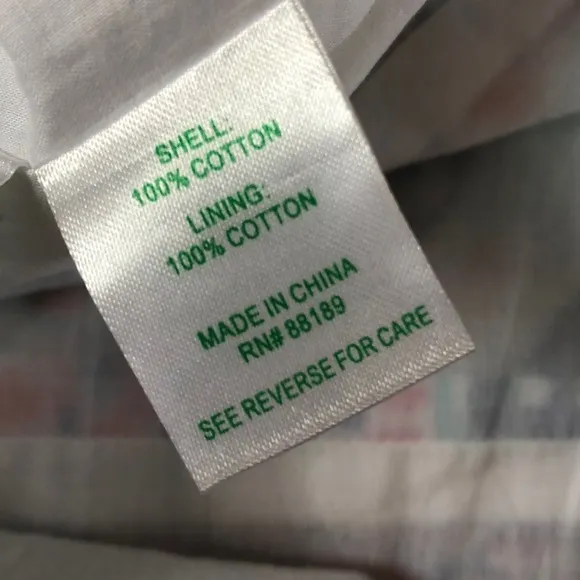 SHELL:
100% COTTON
LINING:
100% COTTON
MADE IN CHINA
RN# 88189
SEE REVERSE FOR CARE